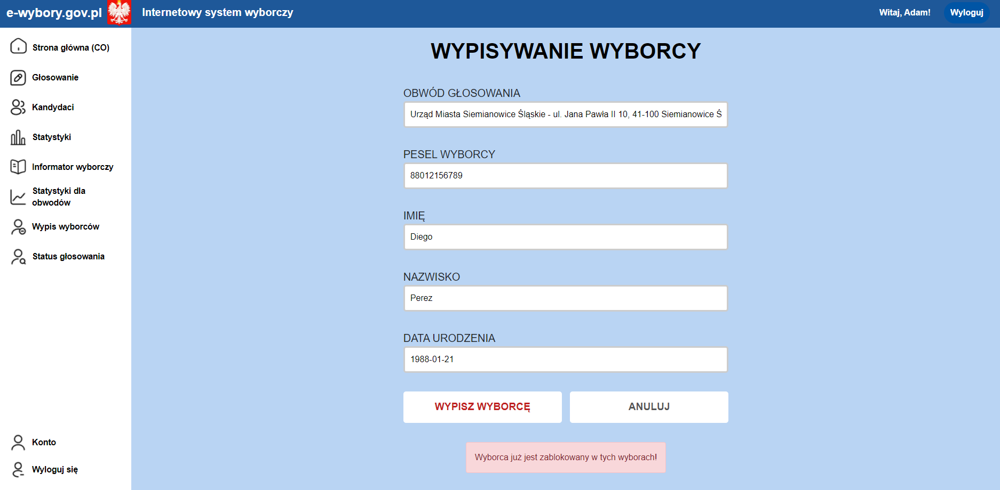 e-wybory.gov.pl
Internetowy system wyborczy
Witaj, Adam!
Wyloguj
Strona główna (CO)
Głosowanie
Kandydaci
Statystyki
Informator wyborczy
Statystyki dla
obwodów
Wypis wyborców
Status głosowania
Konto
Wyloguj się
WYPISYWANIE WYBORCY
OBWÓD GŁOSOWANIA
Urząd Miasta Siemianowice Śląskie - ul. Jana Pawła II 10, 41-100 Siemianowice Ś
PESEL WYBORCY
88012156789
IMIĘ
Diego
NAZWISKO
Perez
DATA URODZENIA
1988-01-21
WYPISZ WYBORCĘ
ANULUJ
Wyborca już jest zablokowany w tych wyborach!